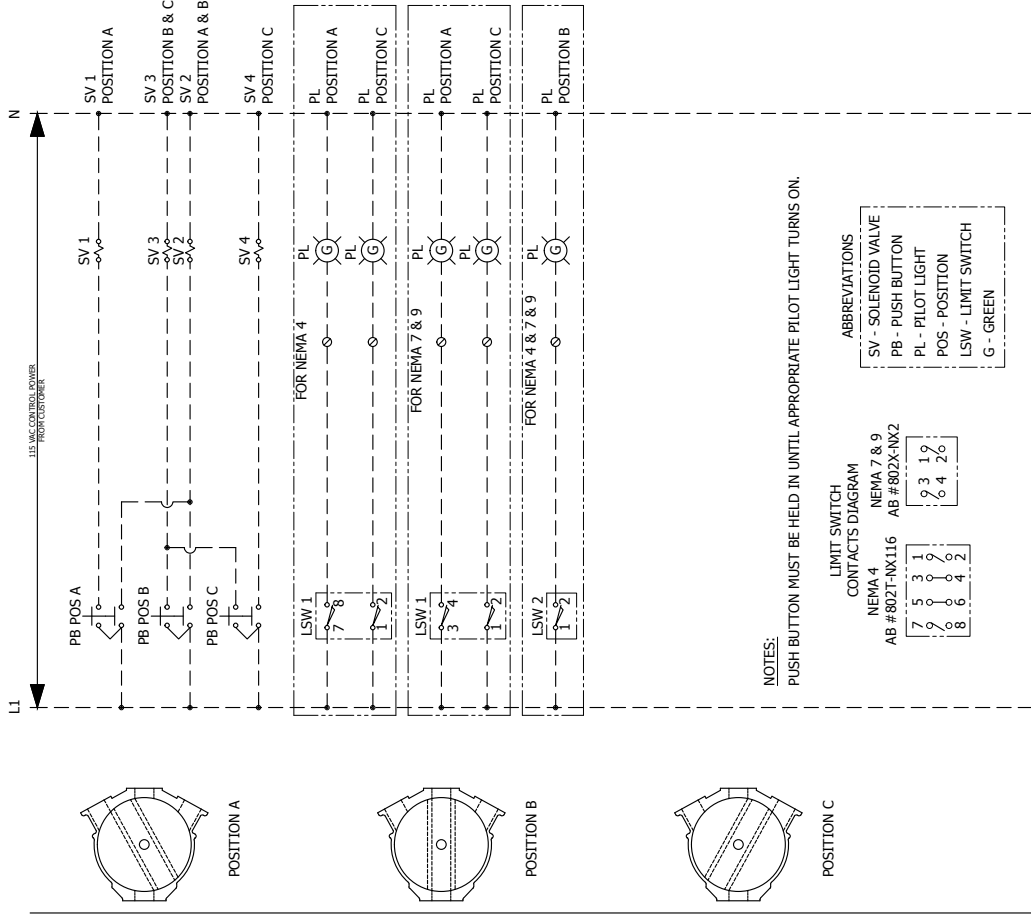 L1
N
115 VAC CONTROL POWER
FROM CUSTOMER
PB POS A
SV 1
SV 1
POSITION A
PB POS B
SV 3
SV 2
SV 3
POSITION B & C
SV 2
POSITION A & B
PB POS C
SV 4
SV 4
POSITION C
FOR NEMA 4
LSW 1
7 8
PL
G
PL
POSITION A
1 2
PL
G
PL
POSITION C
FOR NEMA 7 & 9
LSW 1
3 4
PL
G
PL
POSITION A
1 2
PL
G
PL
POSITION C
FOR NEMA 4 & 7 & 9
LSW 2
1 2
PL
G
PL
POSITION B
POSITION A
POSITION B
POSITION C
NOTES:
PUSH BUTTON MUST BE HELD IN UNTIL APPROPRIATE PILOT LIGHT TURNS ON.
LIMIT SWITCH
CONTACTS DIAGRAM
NEMA 4
AB #802T-NX116
7 5 3 1
8 6 4 2
NEMA 7 & 9
AB #802X-NX2
3 1
4 2
ABBREVIATIONS
SV - SOLENOID VALVE
PB - PUSH BUTTON
PL - PILOT LIGHT
POS - POSITION
LSW - LIMIT SWITCH
G - GREEN